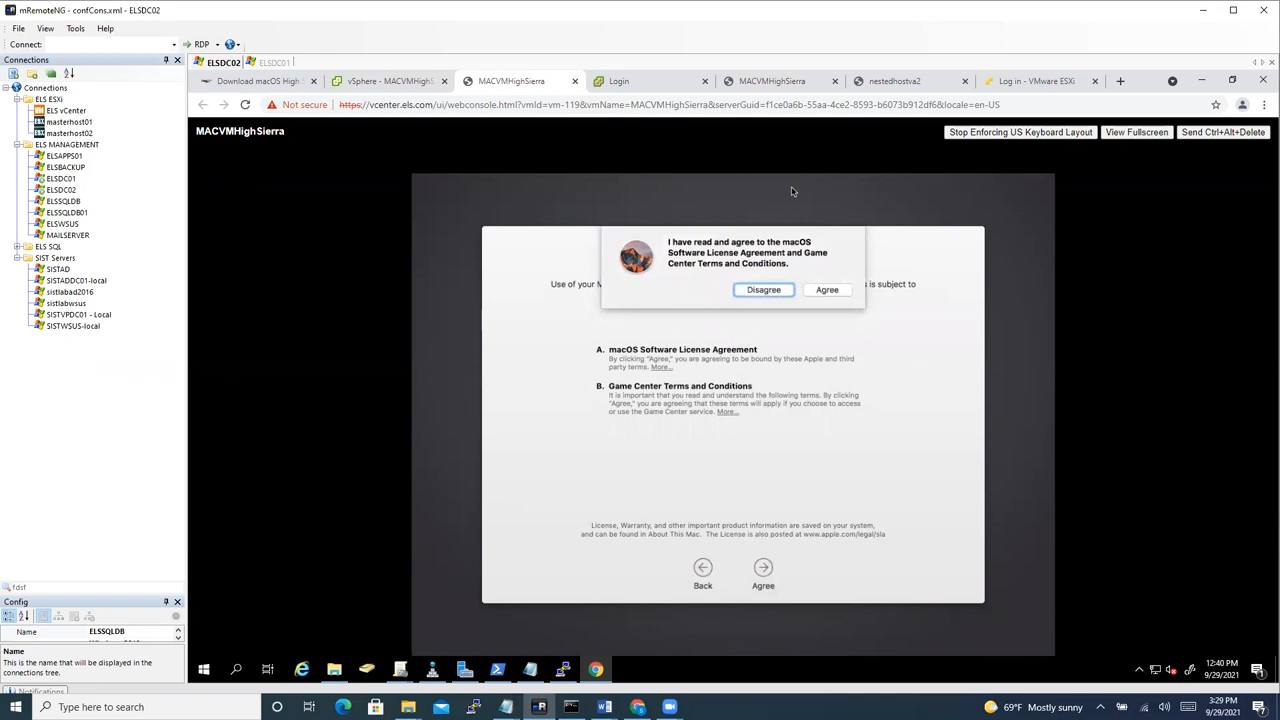 mRemoteNG - confCons.xml - ELSDC02
File View Tools Help
Connect: RDP
Connections
ELSDC02 ELSDC01
Download macOS High vSphere - MACVMHighS MACVMHighSierra Login MACVMHighSierra nestedhostva2 Log in - VMware ESXi
Not secure https://vcenter.els.com/ui/webconsole.html?vmId=vm-119&vmName=MACVMHighSierra&
MACVMHighSierra
Stop Enforcing US Keyboard Layout View Fullscreen Send Ctrl+Alt+Delete
Connections
ELS ESXi
ELS vCenter
masterhost01
masterhost02
ELS MANAGEMENT
ELSAPPS01
ELSBACKUP
ELSDC01
ELSDC02
ELSSQLDB
ELSSQLDB01
ELSWSUS
MAILSERVER
ELS SQL
SIST Servers
SISTAD
SISTADDC01-local
sistlabad2016
sistlabwsus
SISTVPDC01 - Local
SISTWSUS-local
fdsf
Config
Name ELSSQLDB
Name
This is the name that will be displayed in the
connections tree.
Notifications
I have read and agree to the macOS
Software License Agreement and Game
Center Terms and Conditions.
Disagree Agree
Use of your M s is subject to
A. macOS Software License Agreement
By clicking "Agree," you are agreeing to be bound by these Apple and third
party terms. More...
B. Game Center Terms and Conditions
It is important that you read and understand the following terms. By clicking
"Agree," you are agreeing that these terms will apply if you choose to access
or use the Game Center service. More...
License, Warranty, and other important product information are saved on your system,
and can be found in About This Mac. The License is also posted at www.apple.com/legal/sla
Back Agree
12:40 PM
9/29/2021
Type here to search
69°F Mostly sunny
3:29 PM
9/29/2021